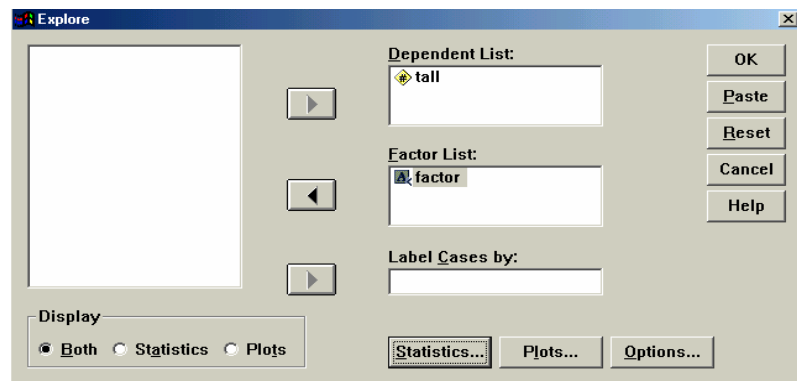 Explore
Dependent List:
tall
Factor List:
factor
Label Cases by:
OK
Paste
Reset
Cancel
Help
Display
Both Statistics Plots
Statistics... Plots... Options...